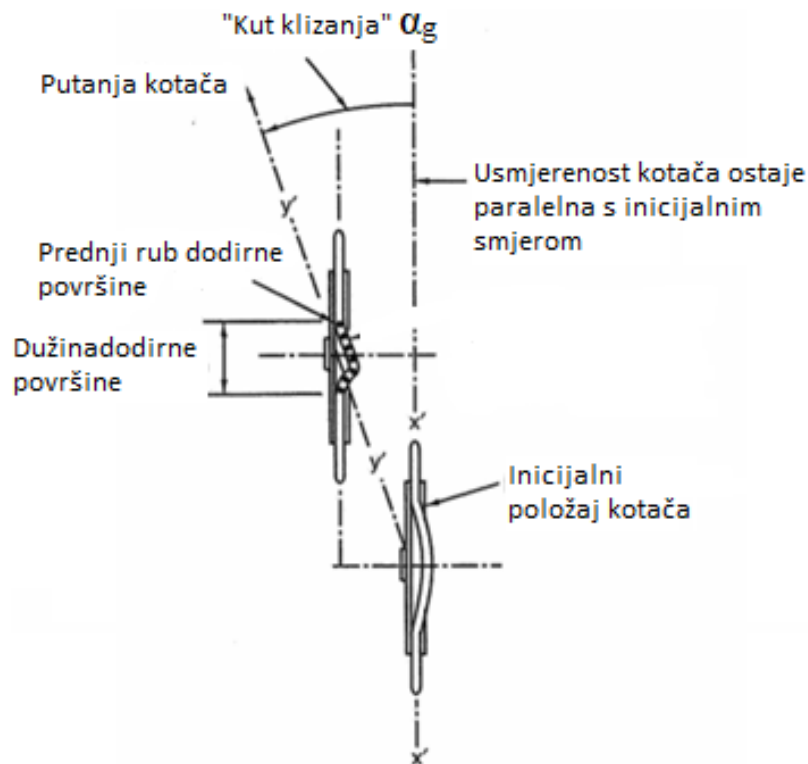 "Kut klizanja" αg
Putanja kotača
Usmjerenost kotača ostaje
paralelna s inicijalnim
smjerom
y'
Prednji rub dodirne
površine
Dužinadodirne
površine
x'
y'
Inicijalni
položaj kotača
x'